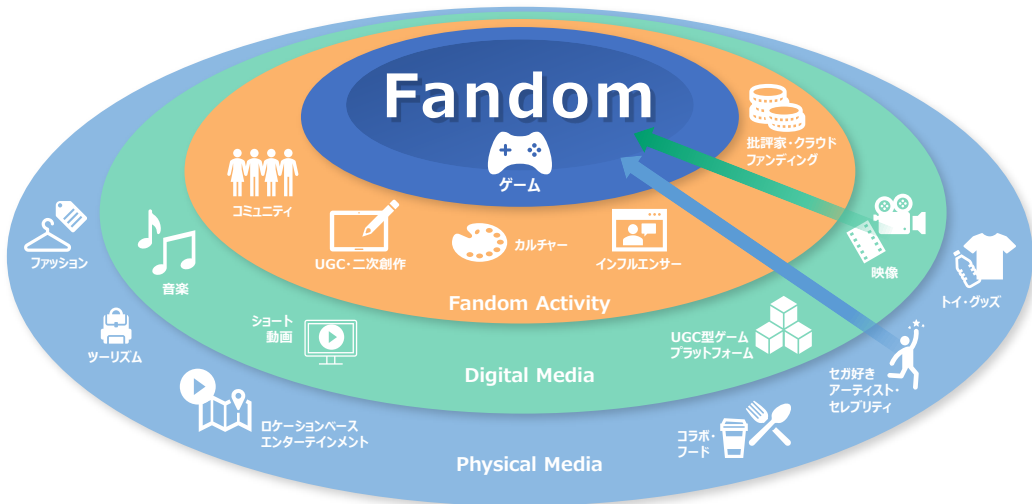 Fandom
ゲーム
批評家・クラウド
ファンディング
コミュニティ
UGC・二次創作
カルチャー
インフルエンサー
Fandom Activity
ファッション
音楽
映像
トイ・グッズ
ショート
動画
UGC型ゲーム
プラットフォーム
Digital Media
ツーリズム
セガ好き
アーティスト・
セレブリティ
ロケーションベース
エンターテインメント
コラボ・
フード
Physical Media